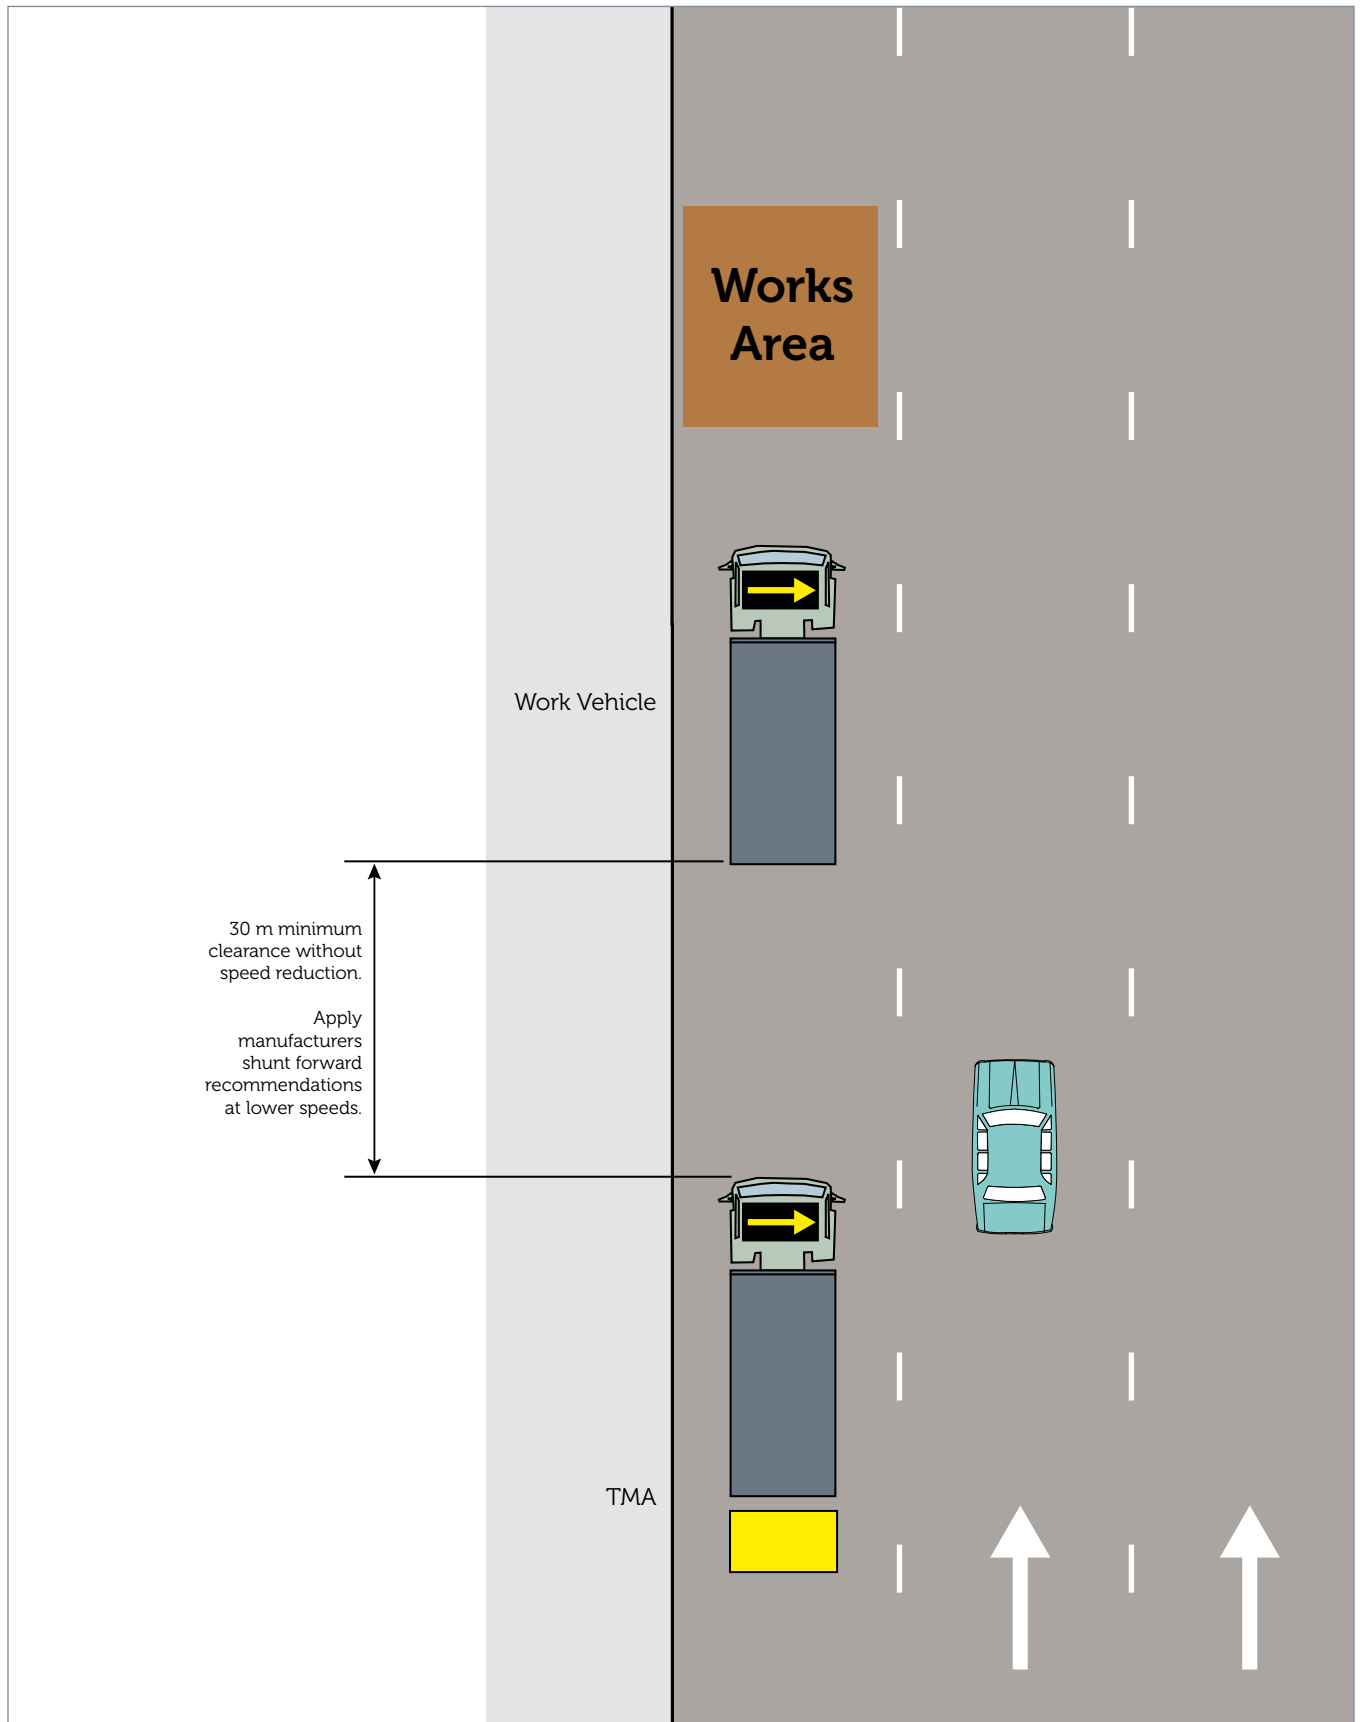 Works
Area
Work Vehicle
30 m minimum
clearance without
speed reduction.
Apply
manufacturers
shunt forward
recommendations
at lower speeds.
TMA